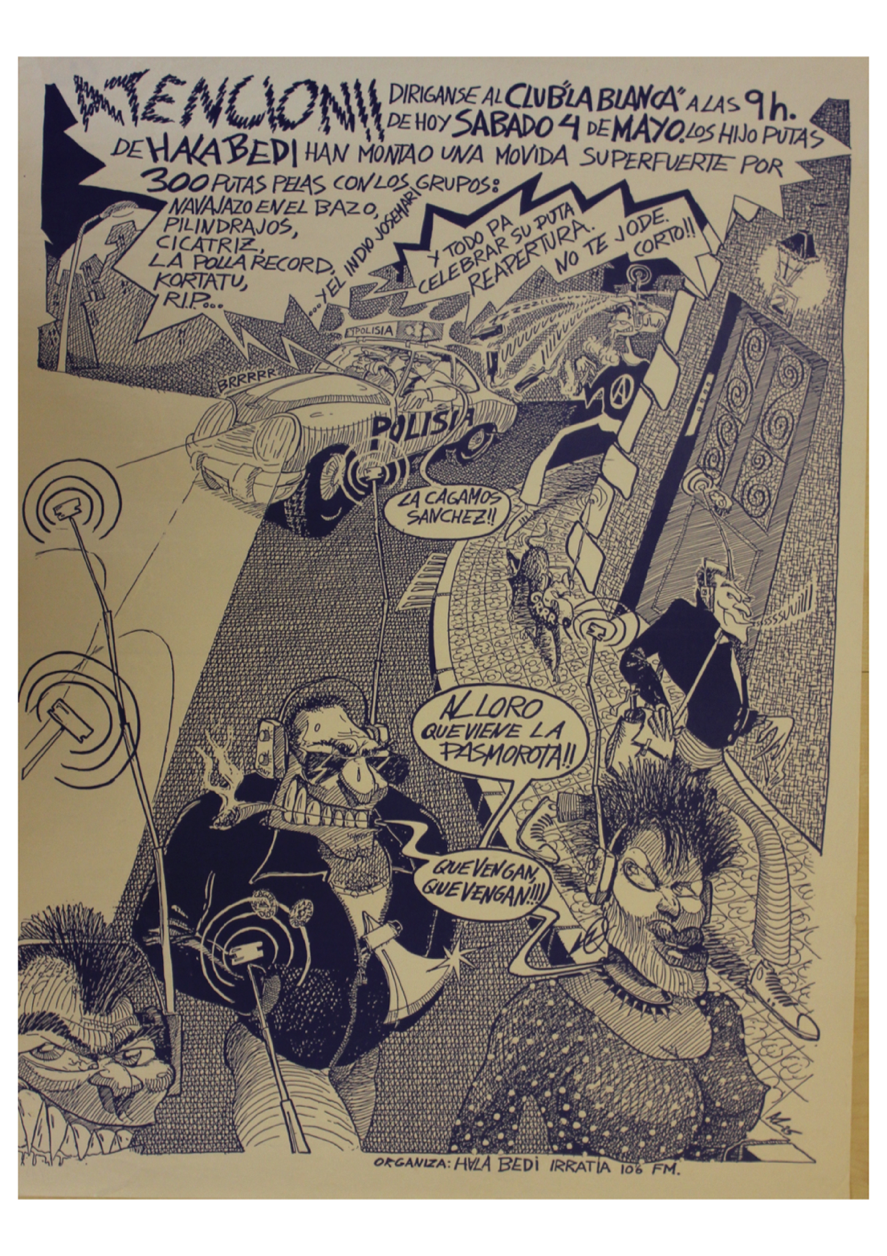 ¡ATENCION!!
DIRIGANSE AL CLUB "LA BLANCA" A LAS 9h.
DE HOY SABADO 4 DE MAYO. LOS HIJO PUTAS
DE HALA BEDI HAN MONTAO UNA MOVIDA SUPERFUERTE POR
300 PUTAS PELAS CON LOS GRUPOS:
NAVAJAZO EN EL BAZO,
PILINDRAJOS,
CICATRIZ,
LA POLLA RECORD,
KORTATU,
R.I.P...
...Y EL INDIO JOSEMARI
Y TODO PA
CELEBRAR SU PUTA
REAPERTURA.
NO TE JODE.
CORTO!!
POLISIA
BRRRRR
POLISIA
LA CAGAMOS
SANCHEZ!!
AL LORO
QUE VIENE LA
PASMOROTA!!
QUE VENGAN,
QUE VENGAN!!!!
ORGANIZA: HALA BEDI IRRATIA 106 FM.